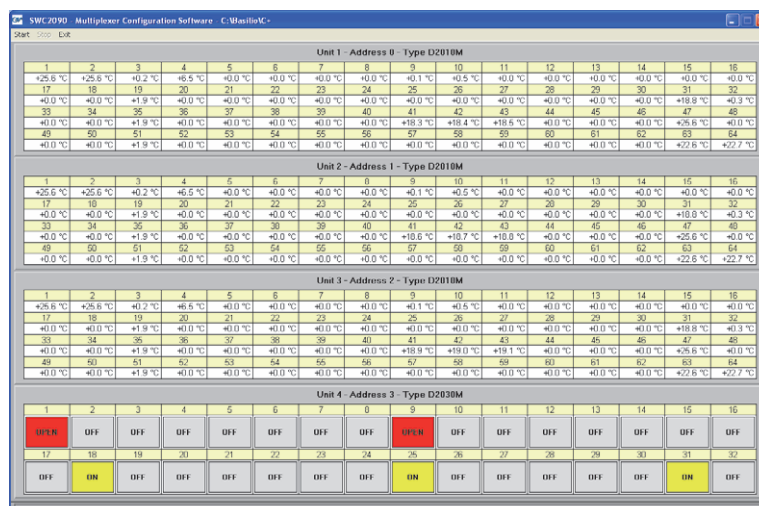 SWC2090 - Multiplexer Configuration Software - C:\Basilio\C-
Start Stop Exit
Unit 1 - Address 0 - Type D2010M
1 2 3 4 5 6 7 8 9 10 11 12 13 14 15 16
+25.6 °C +25.6 °C +0.2 °C +6.5 °C +0.0 °C +0.0 °C +0.0 °C +0.0 °C +0.1 °C +0.5 °C +0.0 °C +0.0 °C +0.0 °C +0.0 °C +0.0 °C +0.0 °C
17 18 19 20 21 22 23 24 25 26 27 28 29 30 31 32
+0.0 °C +0.0 °C +1.9 °C +0.0 °C +0.0 °C +0.0 °C +0.0 °C +0.0 °C +0.0 °C +0.0 °C +0.0 °C +0.0 °C +0.0 °C +0.0 °C +18.8 °C +0.3 °C
33 34 35 36 37 38 39 40 41 42 43 44 45 46 47 48
+0.0 °C +0.0 °C +1.9 °C +0.0 °C +0.0 °C +0.0 °C +0.0 °C +0.0 °C +18.3 °C +18.4 °C +18.5 °C +0.0 °C +0.0 °C +0.0 °C +25.6 °C +0.0 °C
49 50 51 52 53 54 55 56 57 58 59 60 61 62 63 64
+0.0 °C +0.0 °C +1.9 °C +0.0 °C +0.0 °C +0.0 °C +0.0 °C +0.0 °C +0.0 °C +0.0 °C +0.0 °C +0.0 °C +0.0 °C +0.0 °C +22.6 °C +22.7 °C
Unit 2 - Address 1 - Type D2010M
1 2 3 4 5 6 7 8 9 10 11 12 13 14 15 16
+25.6 °C +25.6 °C +0.2 °C +6.5 °C +0.0 °C +0.0 °C +0.0 °C +0.0 °C +0.1 °C +0.5 °C +0.0 °C +0.0 °C +0.0 °C +0.0 °C +0.0 °C +0.0 °C
17 18 19 20 21 22 23 24 25 26 27 28 29 30 31 32
+0.0 °C +0.0 °C +1.9 °C +0.0 °C +0.0 °C +0.0 °C +0.0 °C +0.0 °C +0.0 °C +0.0 °C +0.0 °C +0.0 °C +0.0 °C +0.0 °C +18.8 °C +0.3 °C
33 34 35 36 37 38 39 40 41 42 43 44 45 46 47 48
+0.0 °C +0.0 °C +1.9 °C +0.0 °C +0.0 °C +0.0 °C +0.0 °C +0.0 °C +18.6 °C +18.7 °C +18.8 °C +0.0 °C +0.0 °C +0.0 °C +25.6 °C +0.0 °C
49 50 51 52 53 54 55 56 57 58 59 60 61 62 63 64
+0.0 °C +0.0 °C +1.9 °C +0.0 °C +0.0 °C +0.0 °C +0.0 °C +0.0 °C +0.0 °C +0.0 °C +0.0 °C +0.0 °C +0.0 °C +0.0 °C +22.6 °C +22.7 °C
Unit 3 - Address 2 - Type D2010M
1 2 3 4 5 6 7 8 9 10 11 12 13 14 15 16
+25.6 °C +25.6 °C +0.2 °C +6.5 °C +0.0 °C +0.0 °C +0.0 °C +0.0 °C +0.1 °C +0.5 °C +0.0 °C +0.0 °C +0.0 °C +0.0 °C +0.0 °C +0.0 °C
17 18 19 20 21 22 23 24 25 26 27 28 29 30 31 32
+0.0 °C +0.0 °C +1.9 °C +0.0 °C +0.0 °C +0.0 °C +0.0 °C +0.0 °C +0.0 °C +0.0 °C +0.0 °C +0.0 °C +0.0 °C +0.0 °C +18.8 °C +0.3 °C
33 34 35 36 37 38 39 40 41 42 43 44 45 46 47 48
+0.0 °C +0.0 °C +1.9 °C +0.0 °C +0.0 °C +0.0 °C +0.0 °C +0.0 °C +18.9 °C +19.0 °C +19.1 °C +0.0 °C +0.0 °C +0.0 °C +25.6 °C +0.0 °C
49 50 51 52 53 54 55 56 57 58 59 60 61 62 63 64
+0.0 °C +0.0 °C +1.9 °C +0.0 °C +0.0 °C +0.0 °C +0.0 °C +0.0 °C +0.0 °C +0.0 °C +0.0 °C +0.0 °C +0.0 °C +0.0 °C +22.6 °C +22.7 °C
Unit 4 - Address 3 - Type D2030M
1 2 3 4 5 6 7 8 9 10 11 12 13 14 15 16
OPEN OFF OFF OFF OFF OFF OFF OFF OPEN OFF OFF OFF OFF OFF OFF OFF
17 18 19 20 21 22 23 24 25 26 27 28 29 30 31 32
OFF ON OFF OFF OFF OFF OFF OFF ON OFF OFF OFF OFF OFF ON OFF